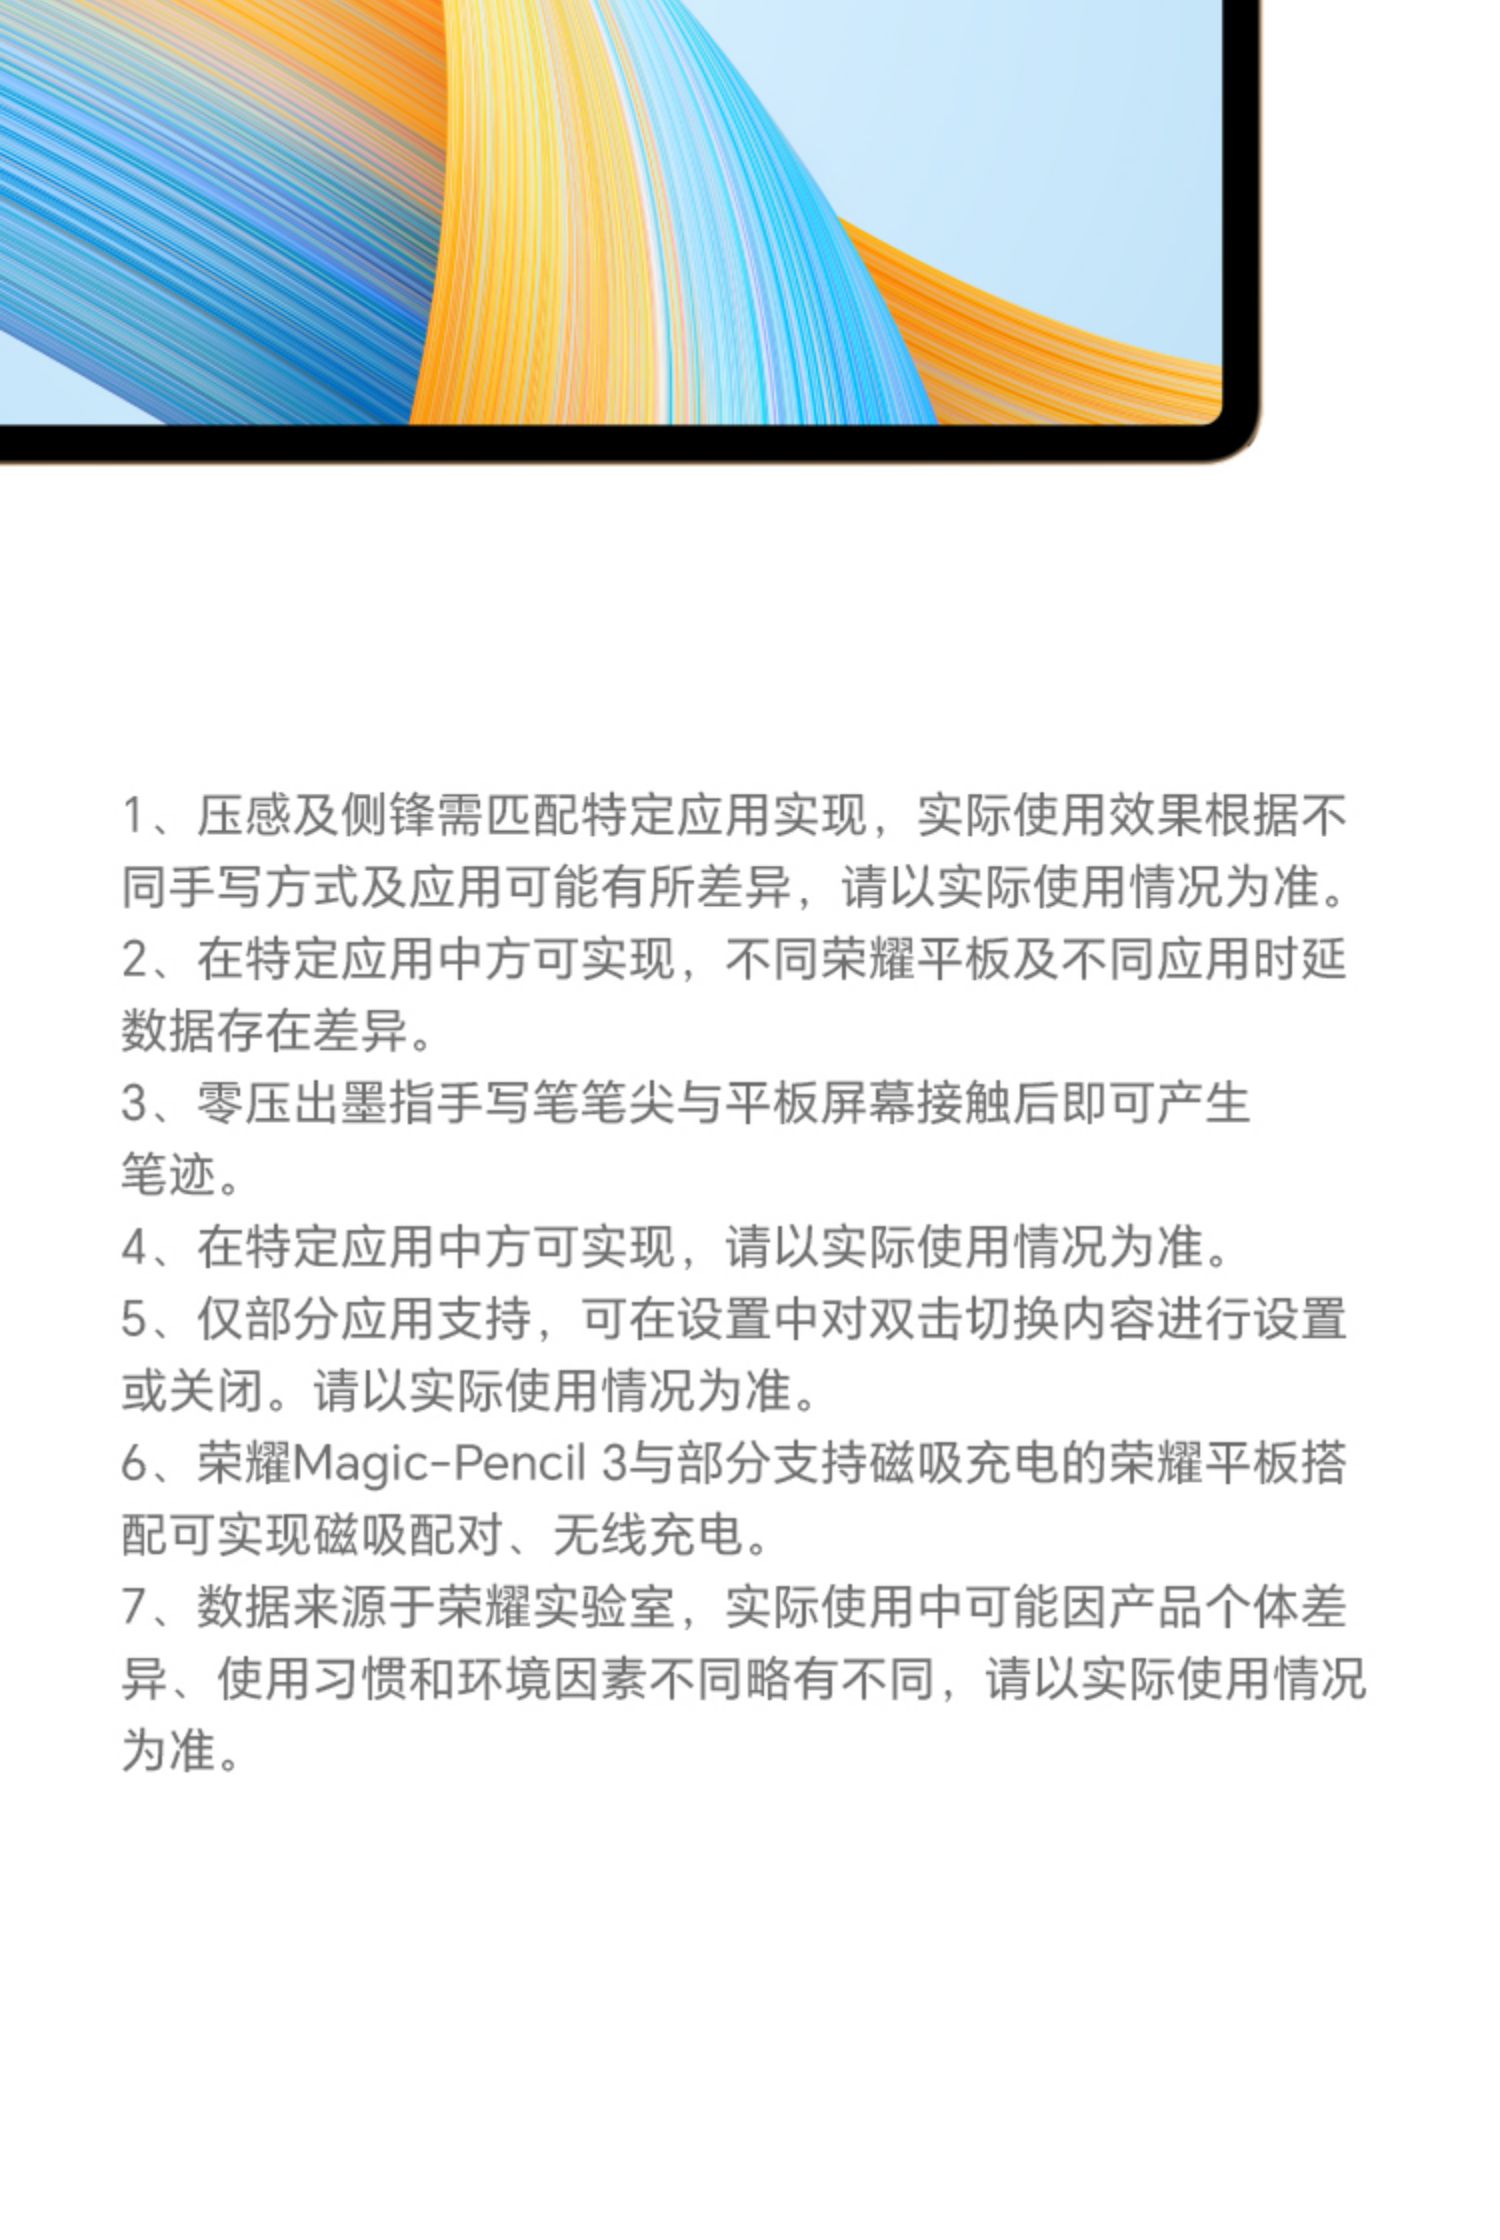 1、压感及侧锋需匹配特定应用实现，实际使用效果根据不
同手写方式及应用可能有所差异，请以实际使用情况为准。
2、在特定应用中方可实现，不同荣耀平板及不同应用时延
数据存在差异。
3、零压出墨指手写笔笔尖与平板屏幕接触后即可产生
笔迹。
4、在特定应用中方可实现，请以实际使用情况为准。
5、仅部分应用支持，可在设置中对双击切换内容进行设置
或关闭。请以实际使用情况为准。
6、荣耀Magic-Pencil 3与部分支持磁吸充电的荣耀平板搭
配可实现磁吸配对、无线充电。
7、数据来源于荣耀实验室，实际使用中可能因产品个体差
异、使用习惯和环境因素不同略有不同，请以实际使用情况
为准。